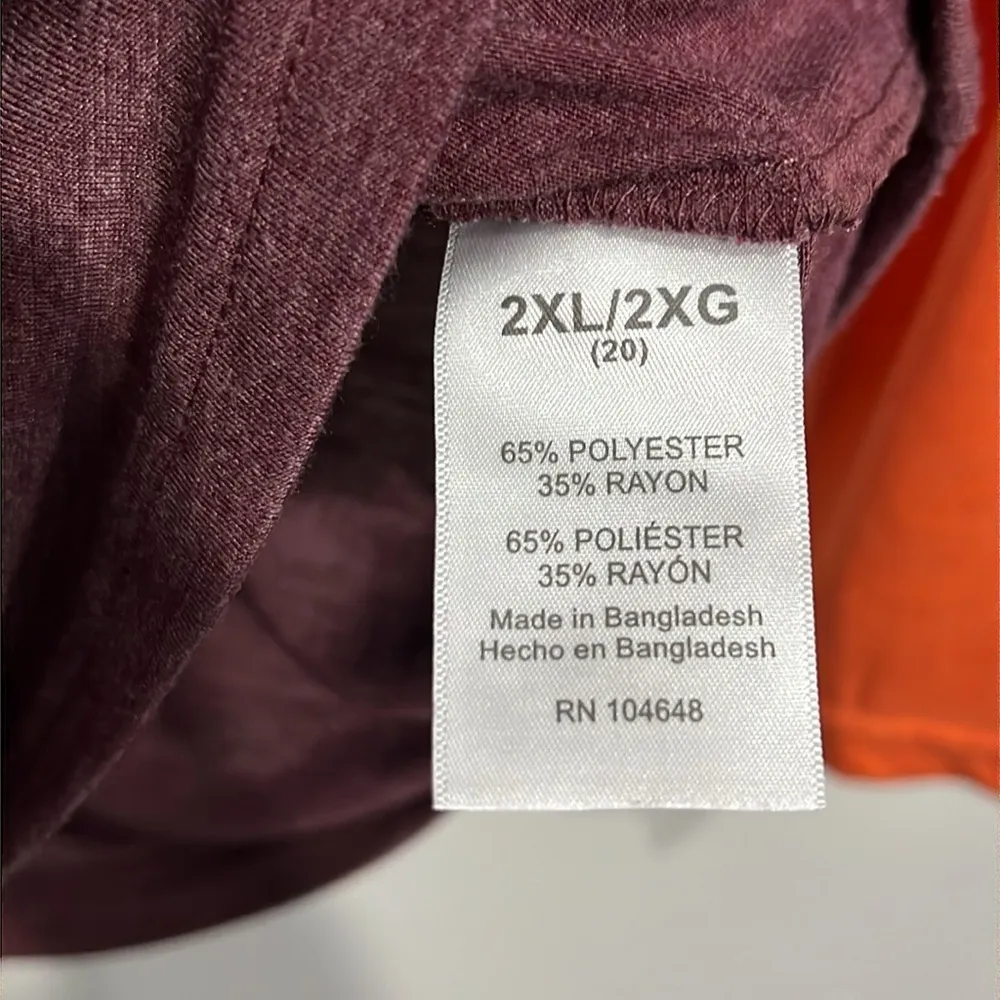 2XL/2XG
(20)
65% POLYESTER
35% RAYON
65% POLIÉSTER
35% RAYÓN
Made in Bangladesh
Hecho en Bangladesh
RN 104648